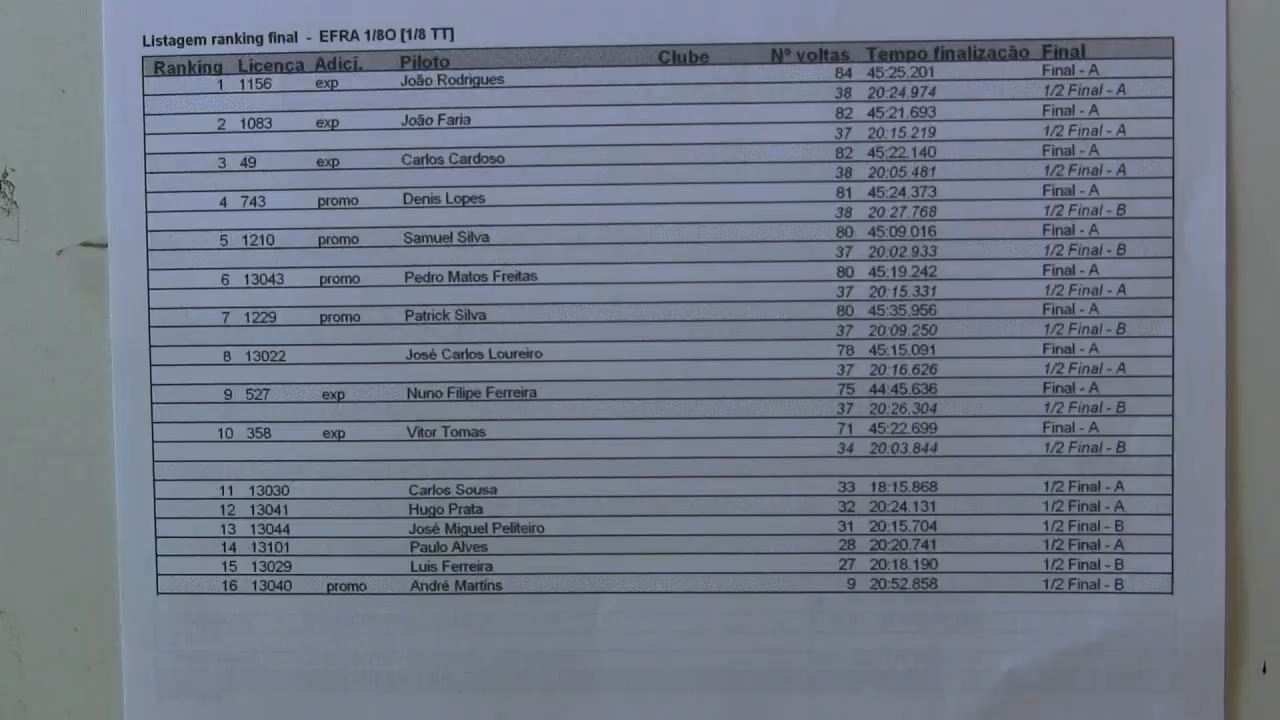 Listagem ranking final - EFRA 1/8O [1/8 TT]
Ranking Licença Adici. Piloto Clube Nº voltas Tempo finalização Final
1 1156 exp João Rodrigues 84 45:25.201 Final - A
38 20:24.974 1/2 Final - A
2 1083 exp João Faria 82 45:21.693 Final - A
37 20:15.219 1/2 Final - A
3 49 exp Carlos Cardoso 82 45:22.140 Final - A
38 20:05.481 1/2 Final - A
4 743 promo Denis Lopes 81 45:24.373 Final - A
38 20:27.768 1/2 Final - B
5 1210 promo Samuel Silva 80 45:09.016 Final - A
37 20:02.933 1/2 Final - B
6 13043 promo Pedro Matos Freitas 80 45:19.242 Final - A
37 20:15.331 1/2 Final - A
7 1229 promo Patrick Silva 80 45:35.956 Final - A
37 20:09.250 1/2 Final - B
8 13022 José Carlos Loureiro 78 45:15.091 Final - A
37 20:16.626 1/2 Final - A
9 527 exp Nuno Filipe Ferreira 75 44:45.636 Final - A
37 20:26.304 1/2 Final - B
10 358 exp Vitor Tomas 71 45:22.699 Final - A
34 20:03.844 1/2 Final - B
11 13030 Carlos Sousa 33 18:15.868 1/2 Final - A
12 13041 Hugo Prata 32 20:24.131 1/2 Final - A
13 13044 José Miguel Peliteiro 31 20:15.704 1/2 Final - B
14 13101 Paulo Alves 28 20:20.741 1/2 Final - A
15 13029 Luis Ferreira 27 20:18.190 1/2 Final - B
16 13040 promo André Martins 9 20:52.858 1/2 Final - B